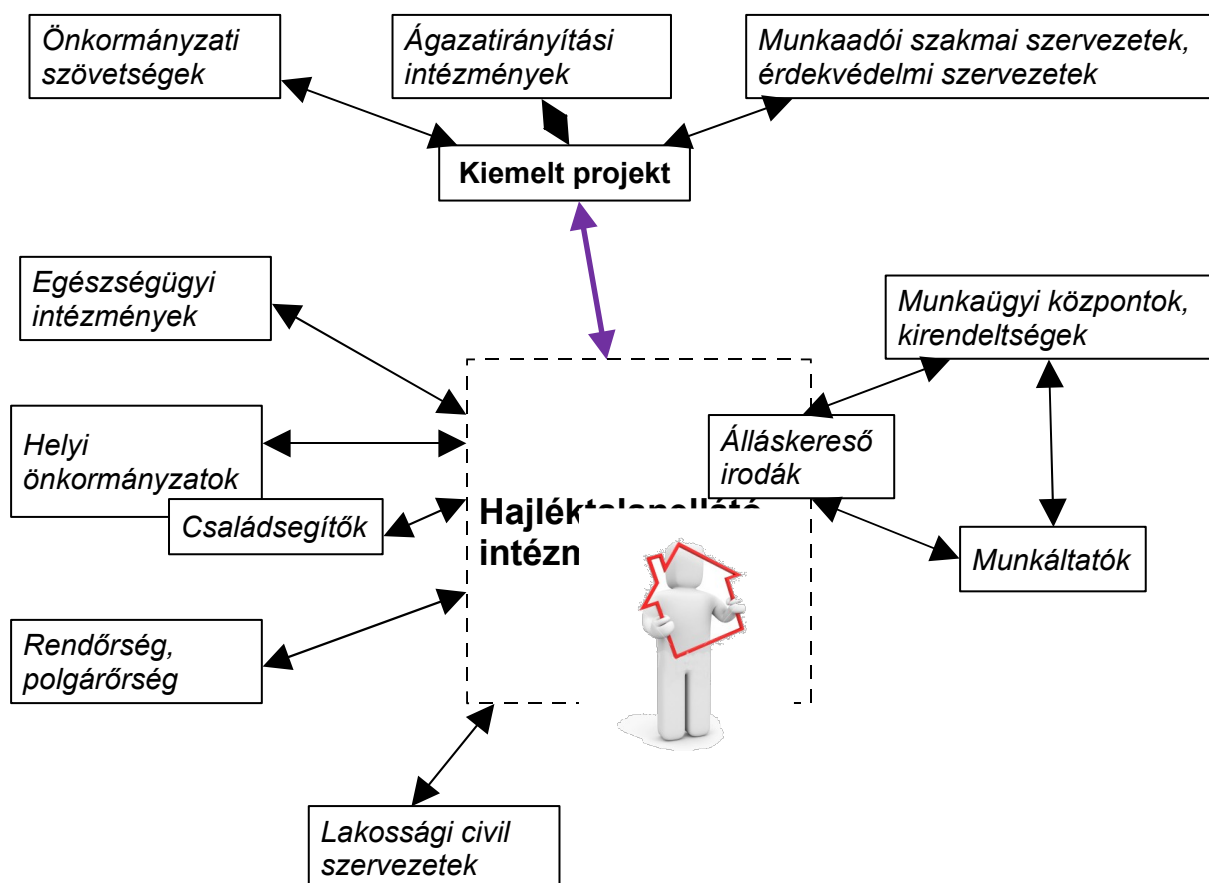 Önkormányzati
szövetségek
Ágazatirányítási
intézmények
Munkaadói szakmai szervezetek,
érdekvédelmi szervezetek
Kiemelt projekt
Egészségügyi
intézmények
Munkaügyi központok,
kirendeltségek
Helyi
önkormányzatok
Álláskereső
irodák
Családsegítők
Hajléktalanellátó
Munkáltatók
Rendőrség,
polgárőrség
Lakossági civil
szervezetek